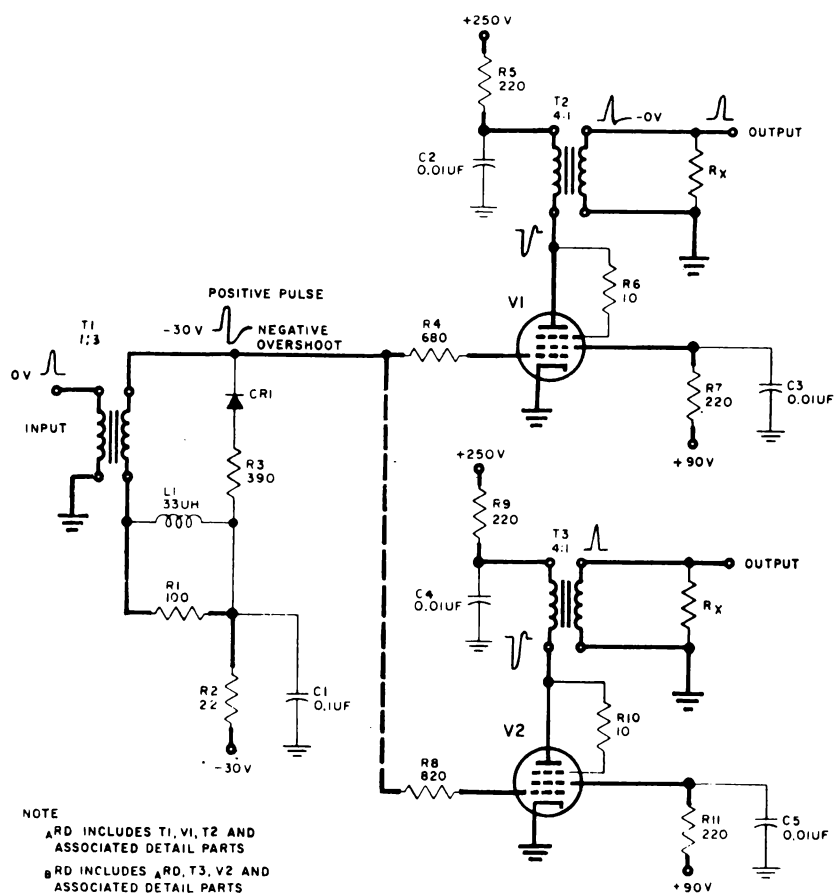 +250 V
R5
220
T2
4:1
-0V
OUTPUT
C2
0.01UF
RX
R6
10
V1
POSITIVE PULSE
-30V
NEGATIVE
OVERSHOOT
R4
680
T1
1:3
0V
INPUT
CR1
R3
390
L1
33UH
R1
100
R2
22
C1
0.1UF
-30V
R7
220
C3
0.01UF
+90V
+250V
R9
220
T3
4:1
OUTPUT
C4
0.01UF
RX
R10
10
V2
R8
820
R11
220
C5
0.01UF
+90V
NOTE
ARD INCLUDES T1, V1, T2 AND
ASSOCIATED DETAIL PARTS
BRD INCLUDES ARD, T3, V2 AND
ASSOCIATED DETAIL PARTS